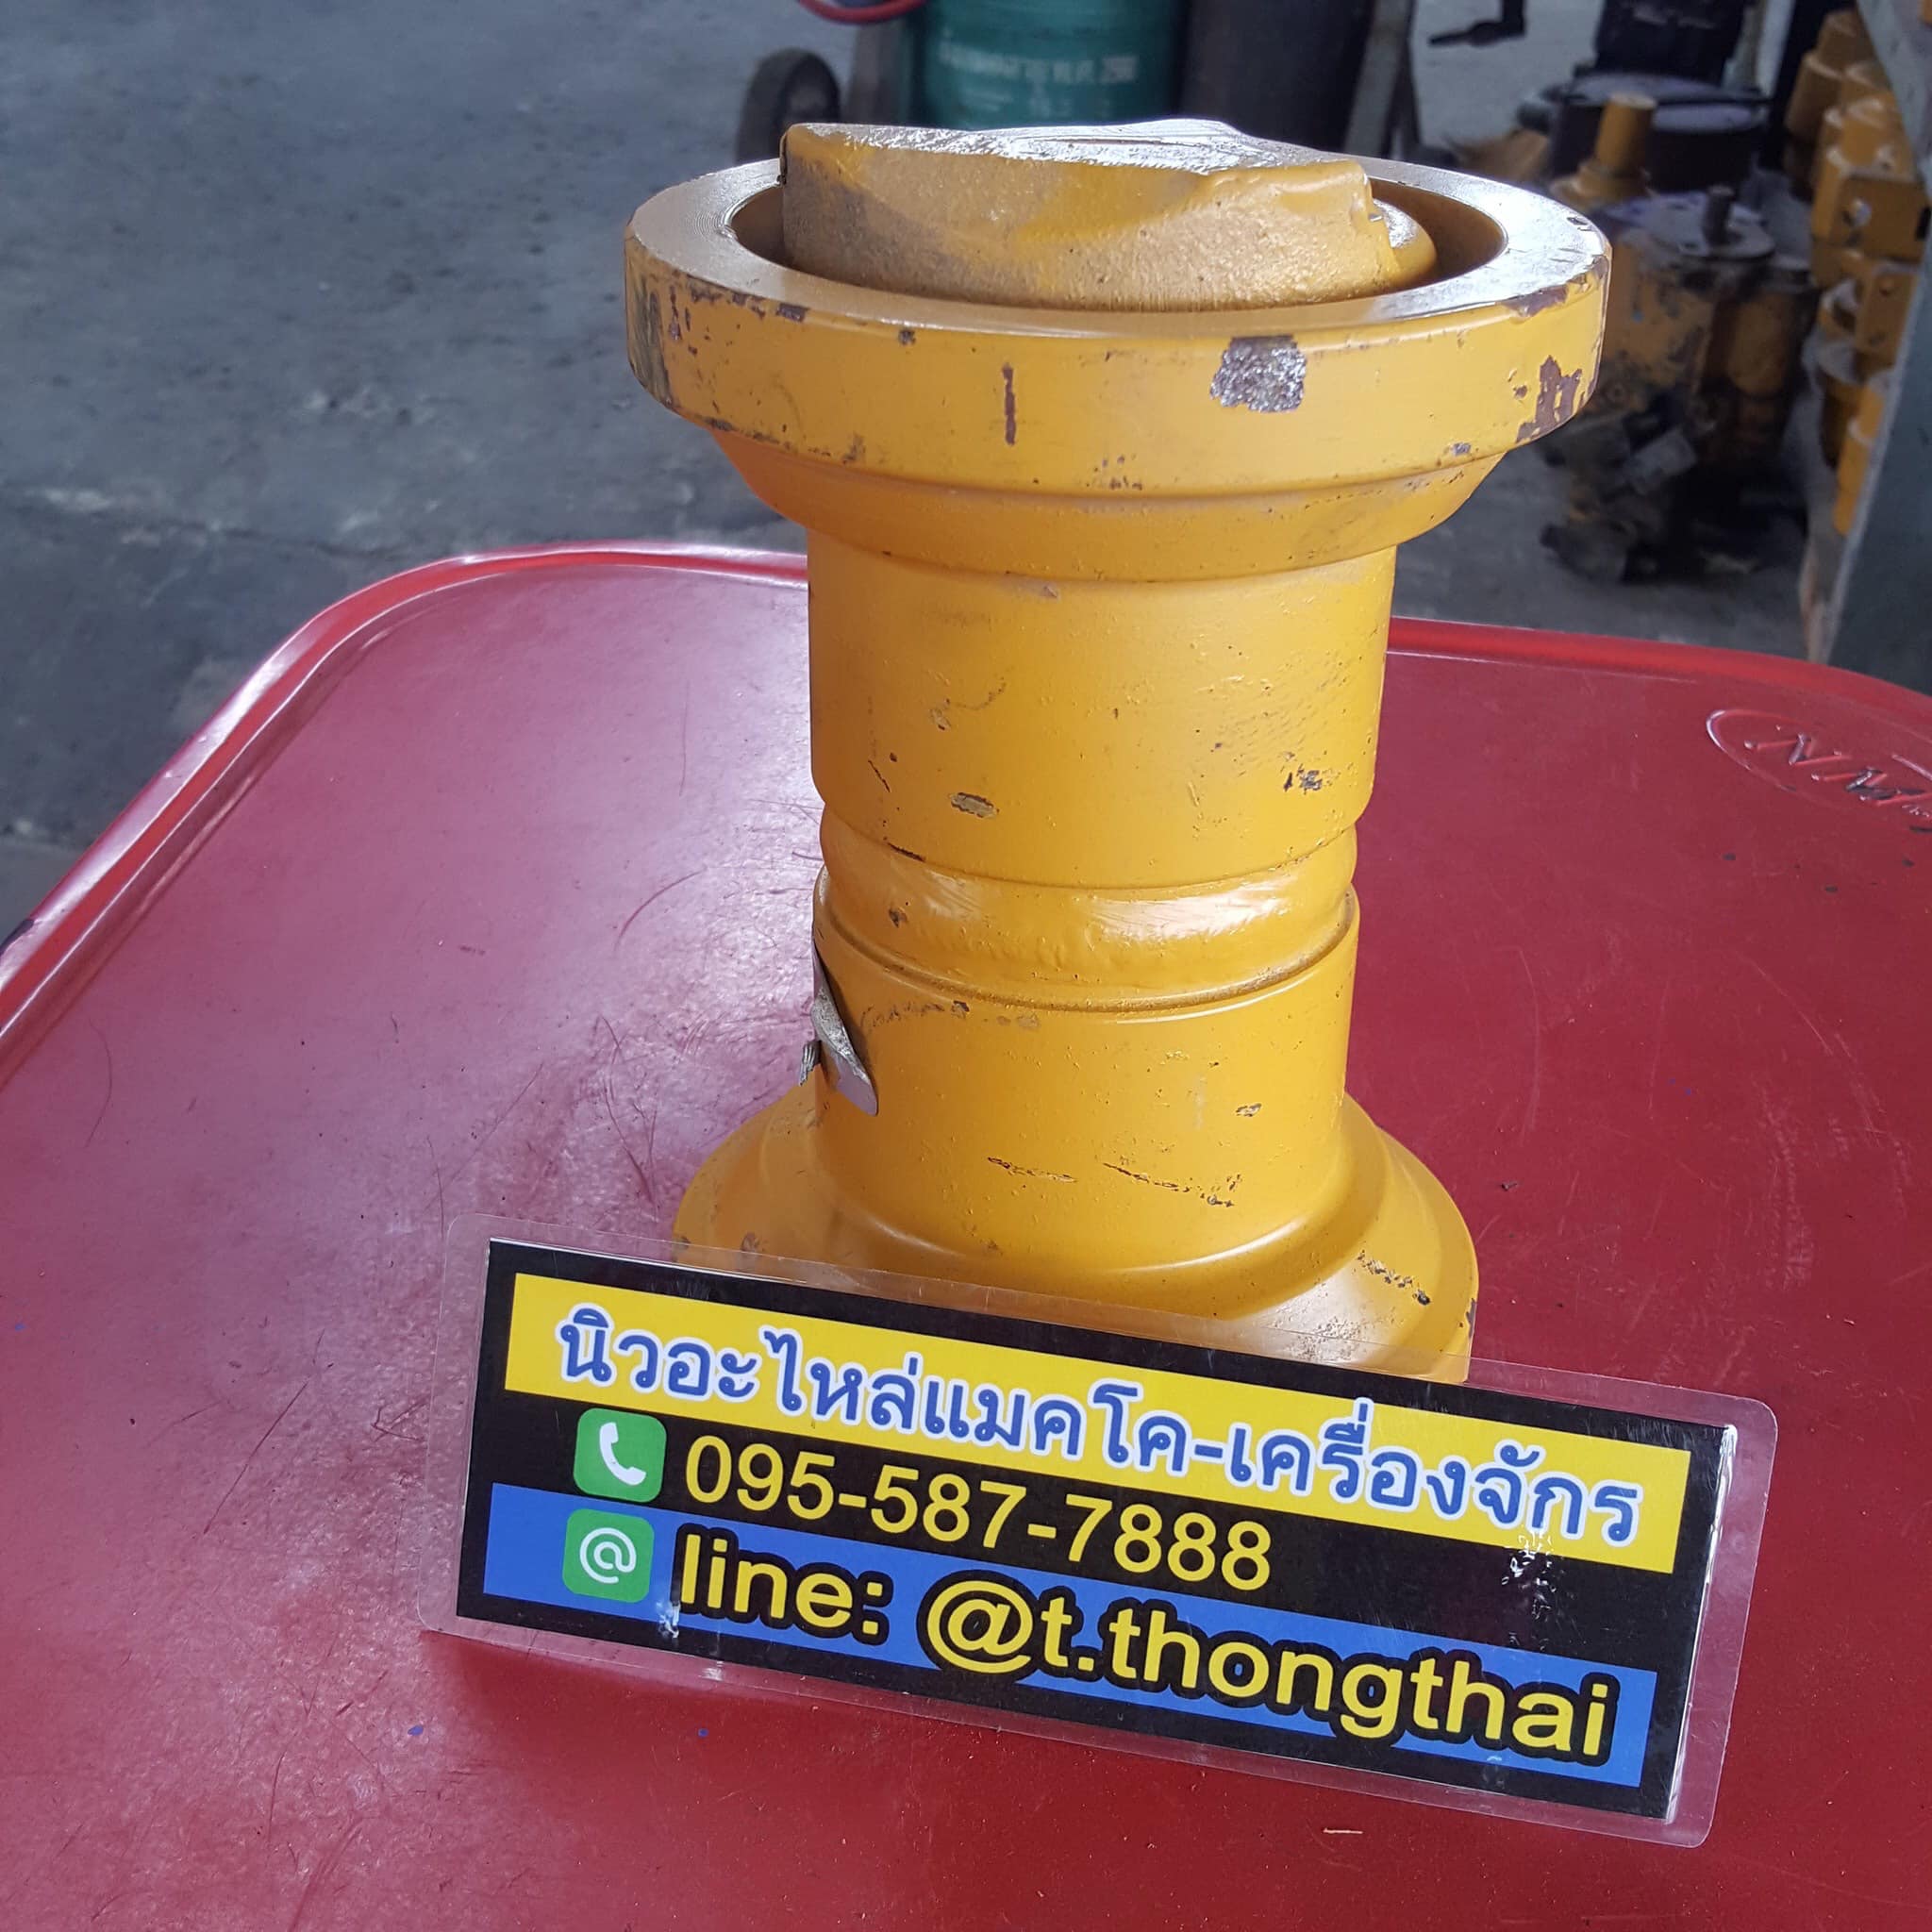 นิวอะไหล่แมคโค-เครื่องจักร
095-587-7888
@ line: @t.thongthai